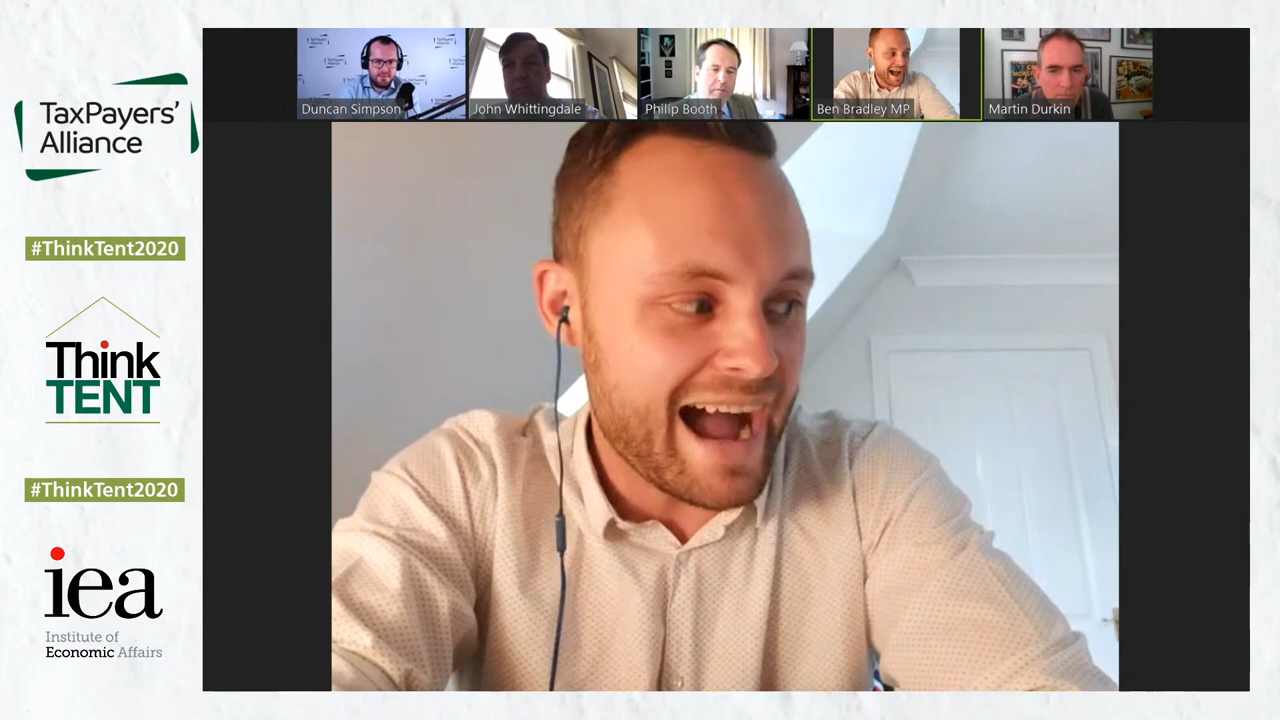 TaxPayers'
Alliance
#ThinkTent2020
Think
TENT
#ThinkTent2020
iea
Institute of
Economic Affairs
Duncan Simpson
John Whittingdale
Philip Booth
Ben Bradley MP
Martin Durkin